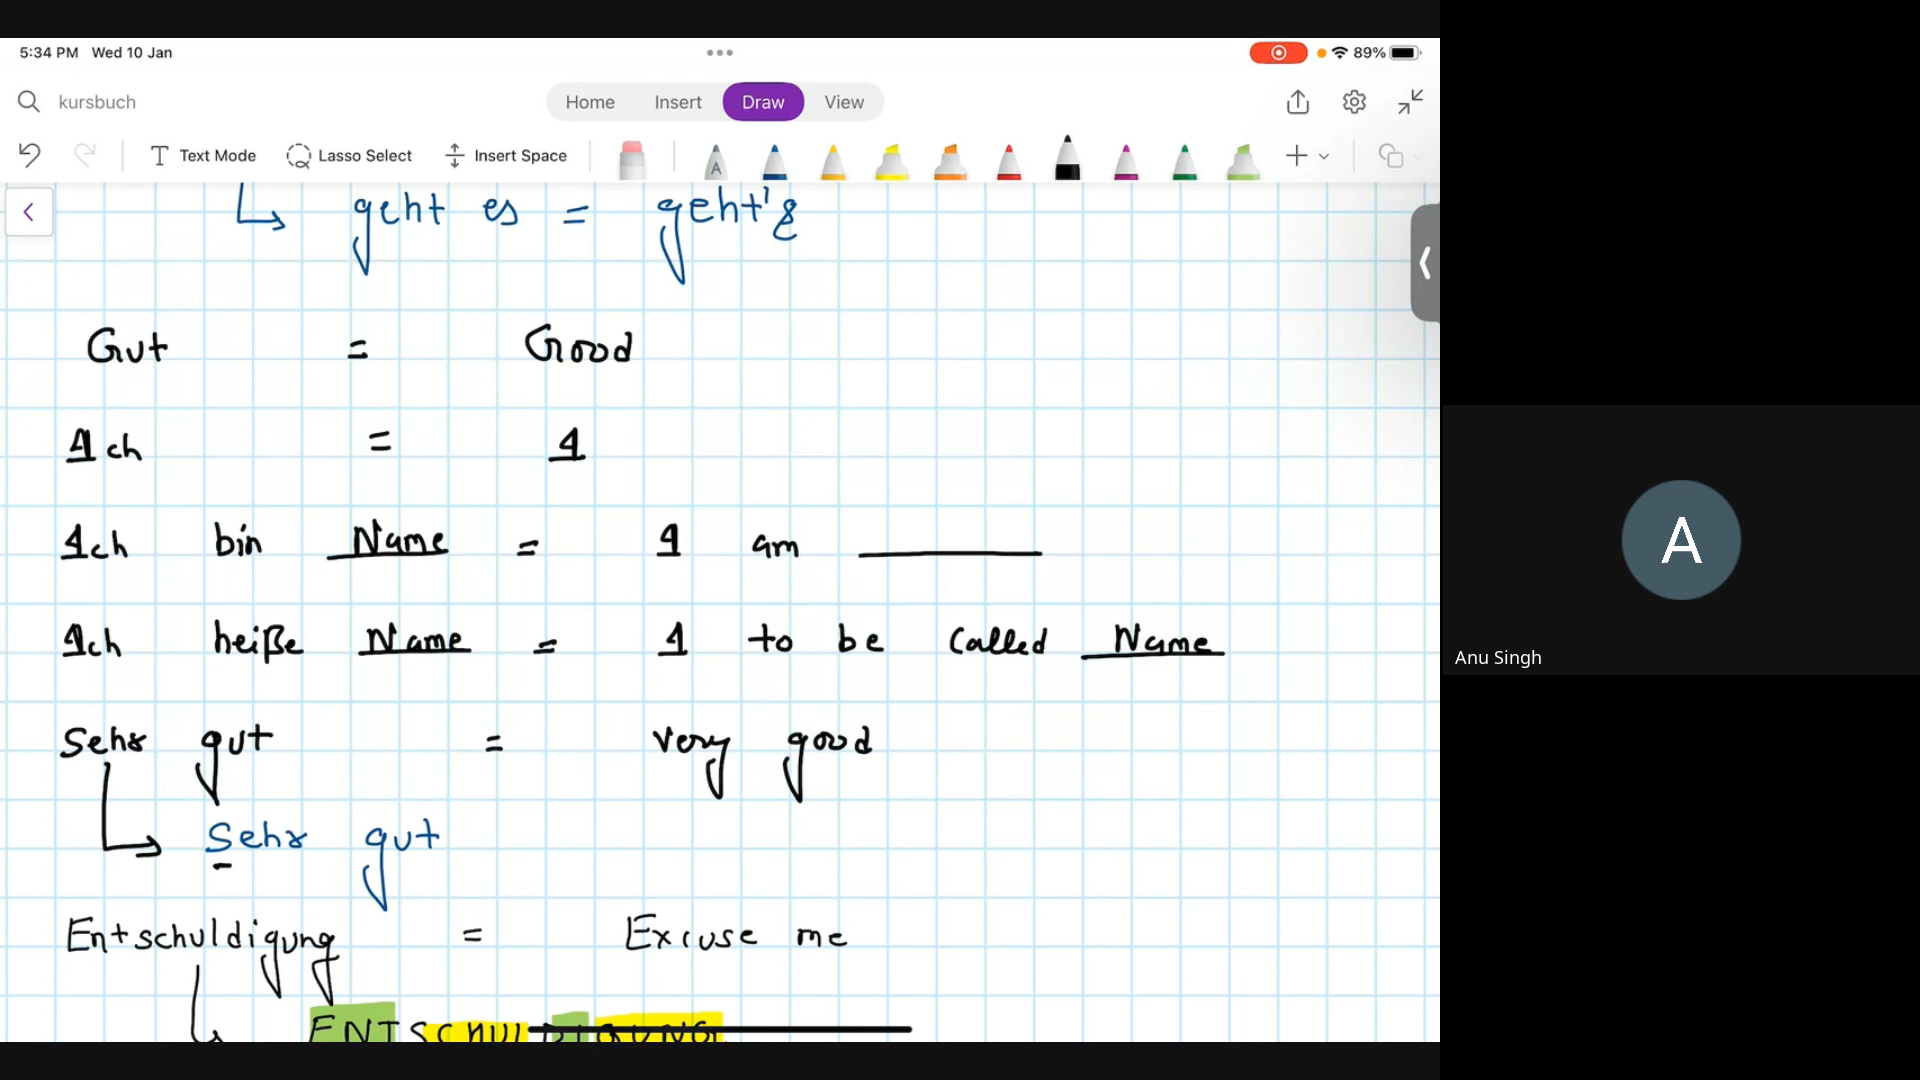 5:34 PM Wed 10 Jan 89%
kursbuch Home Insert Draw View
Text Mode Lasso Select Insert Space A
geht es = geht's
Gut = Good
Ich = I
Ich bin Name = I am
Ich heiße Name = I to be called Name
Sehr gut = very good
Sehr gut
Entschuldigung = Excuse me
ENTSCHULDIGUNG
A
Anu Singh